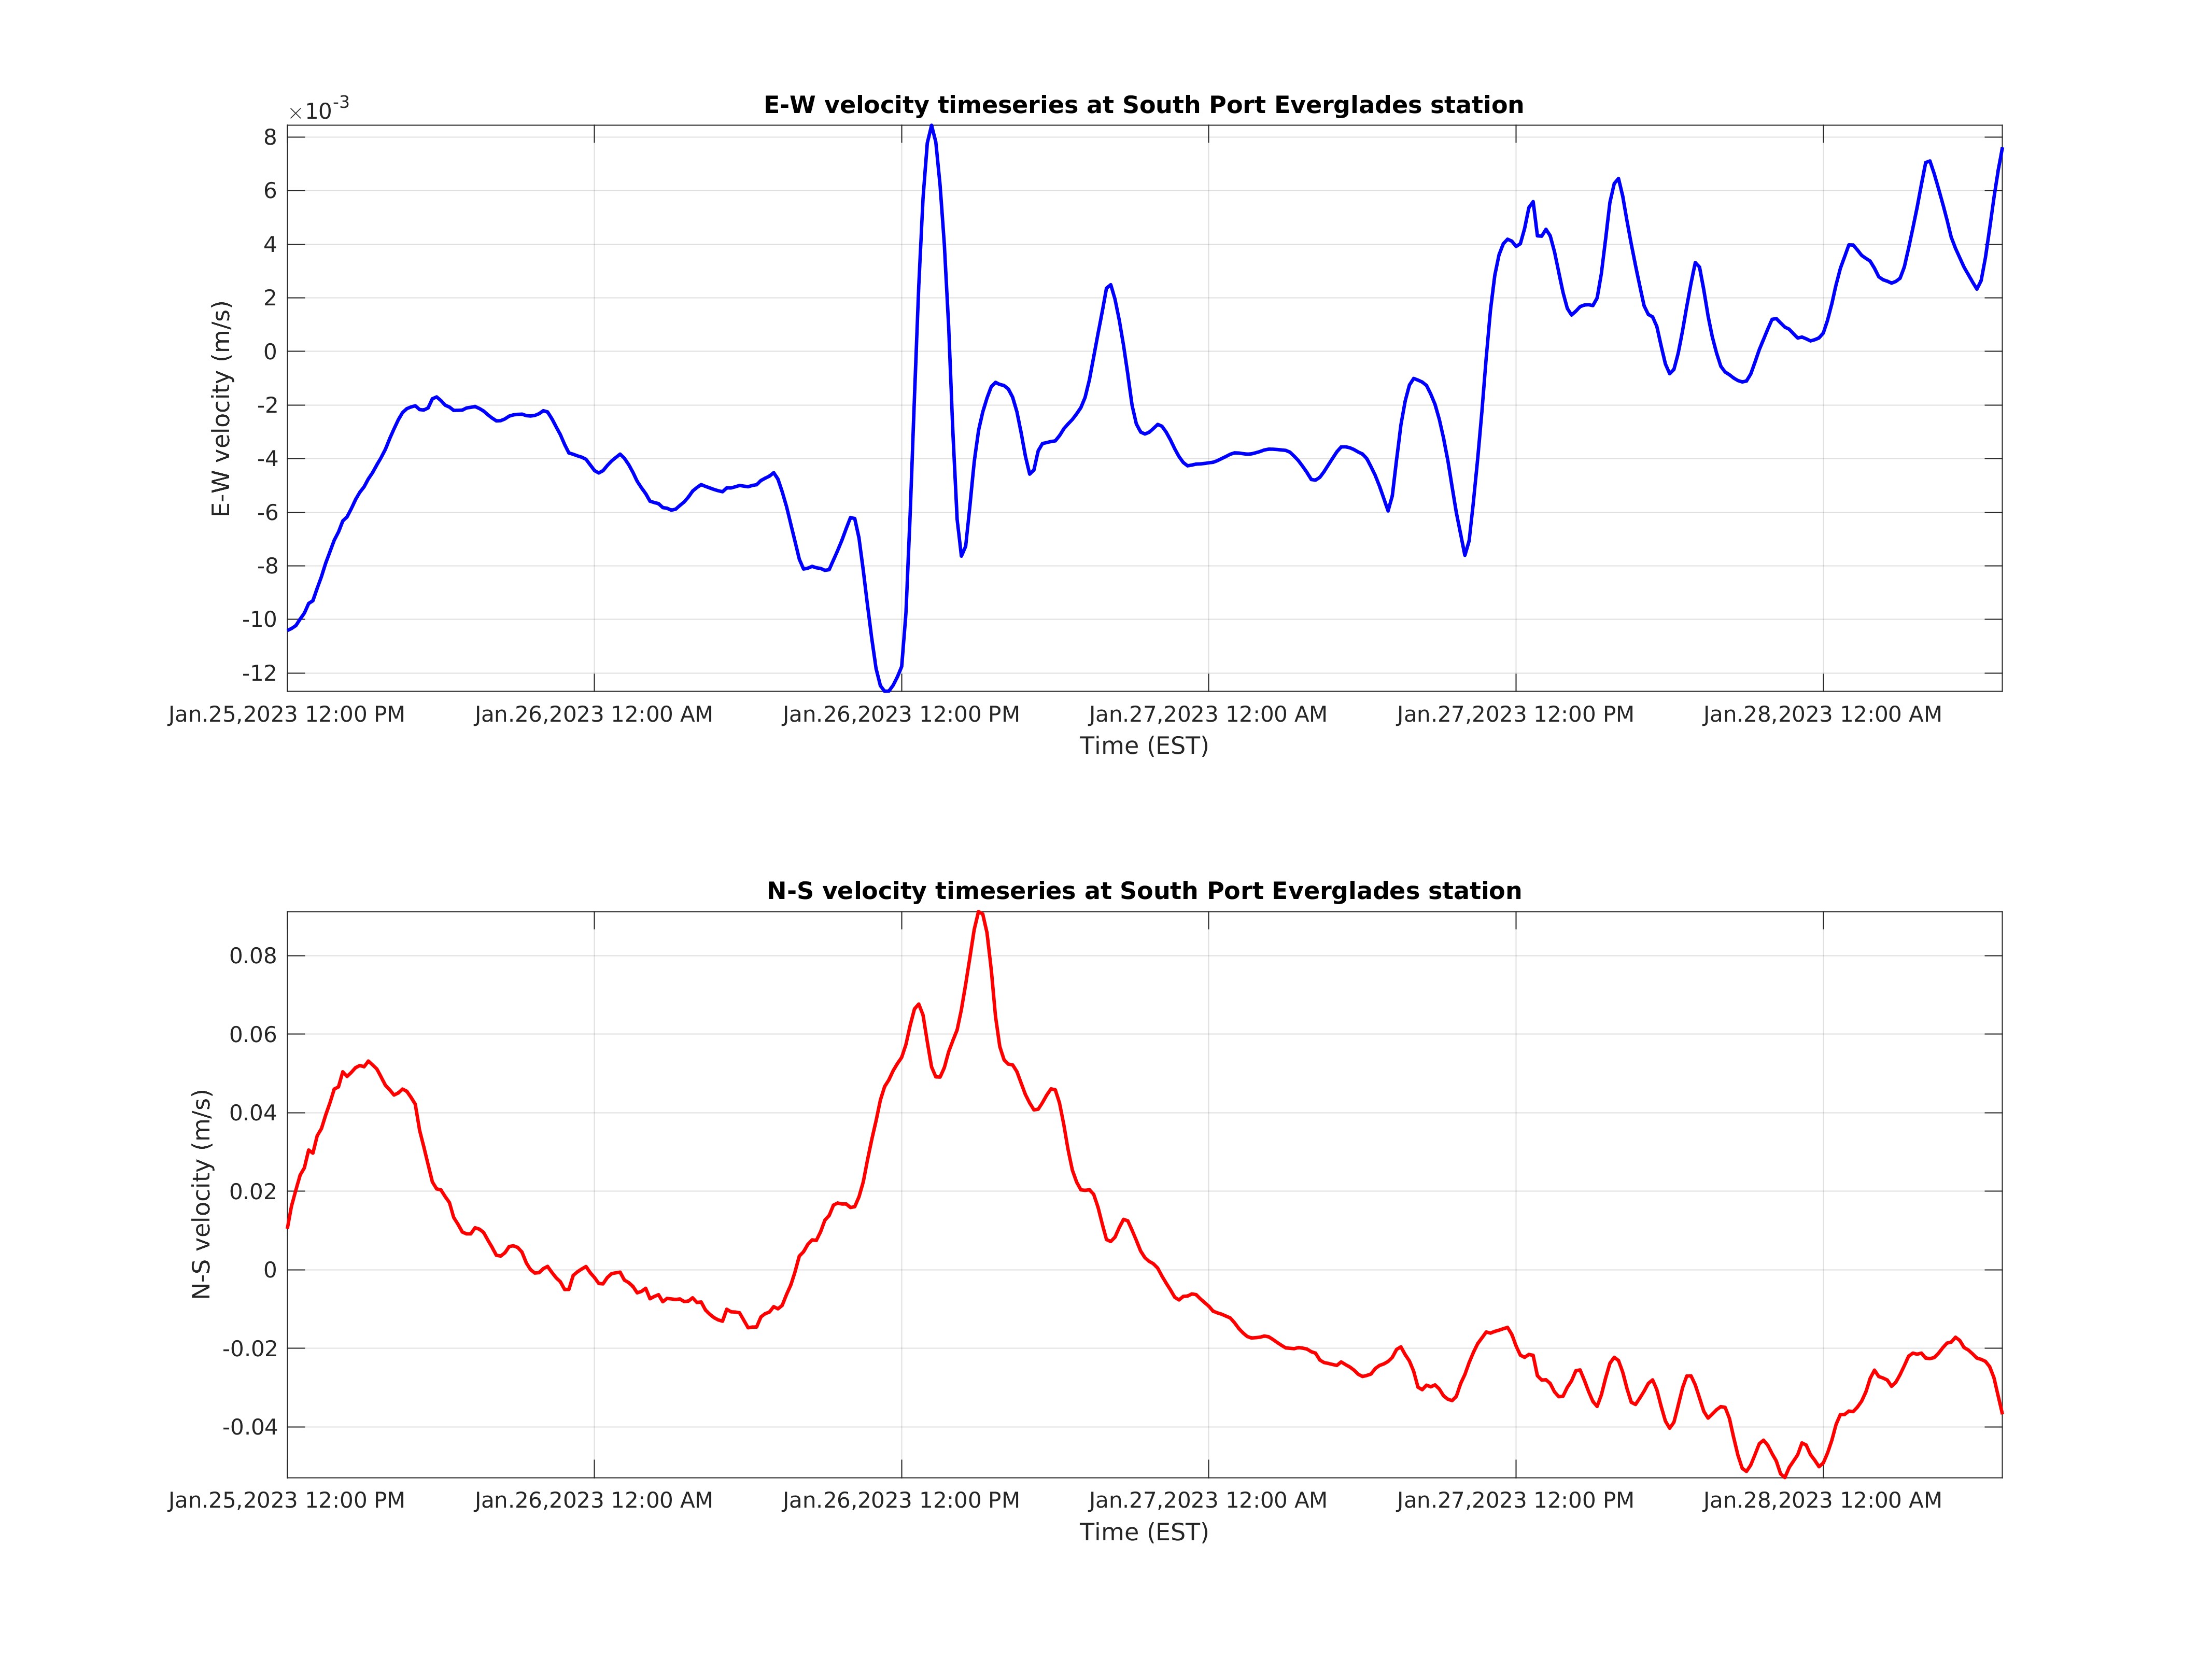 ×10-3
E-W velocity timeseries at South Port Everglades station
8
6
4
2
0
-2
-4
-6
-8
-10
-12
E-W velocity (m/s)
Jan.25,2023 12:00 PM Jan.26,2023 12:00 AM Jan.26,2023 12:00 PM Jan.27,2023 12:00 AM Jan.27,2023 12:00 PM Jan.28,2023 12:00 AM
Time (EST)
N-S velocity timeseries at South Port Everglades station
0.08
0.06
0.04
0.02
0
-0.02
-0.04
N-S velocity (m/s)
Jan.25,2023 12:00 PM Jan.26,2023 12:00 AM Jan.26,2023 12:00 PM Jan.27,2023 12:00 AM Jan.27,2023 12:00 PM Jan.28,2023 12:00 AM
Time (EST)